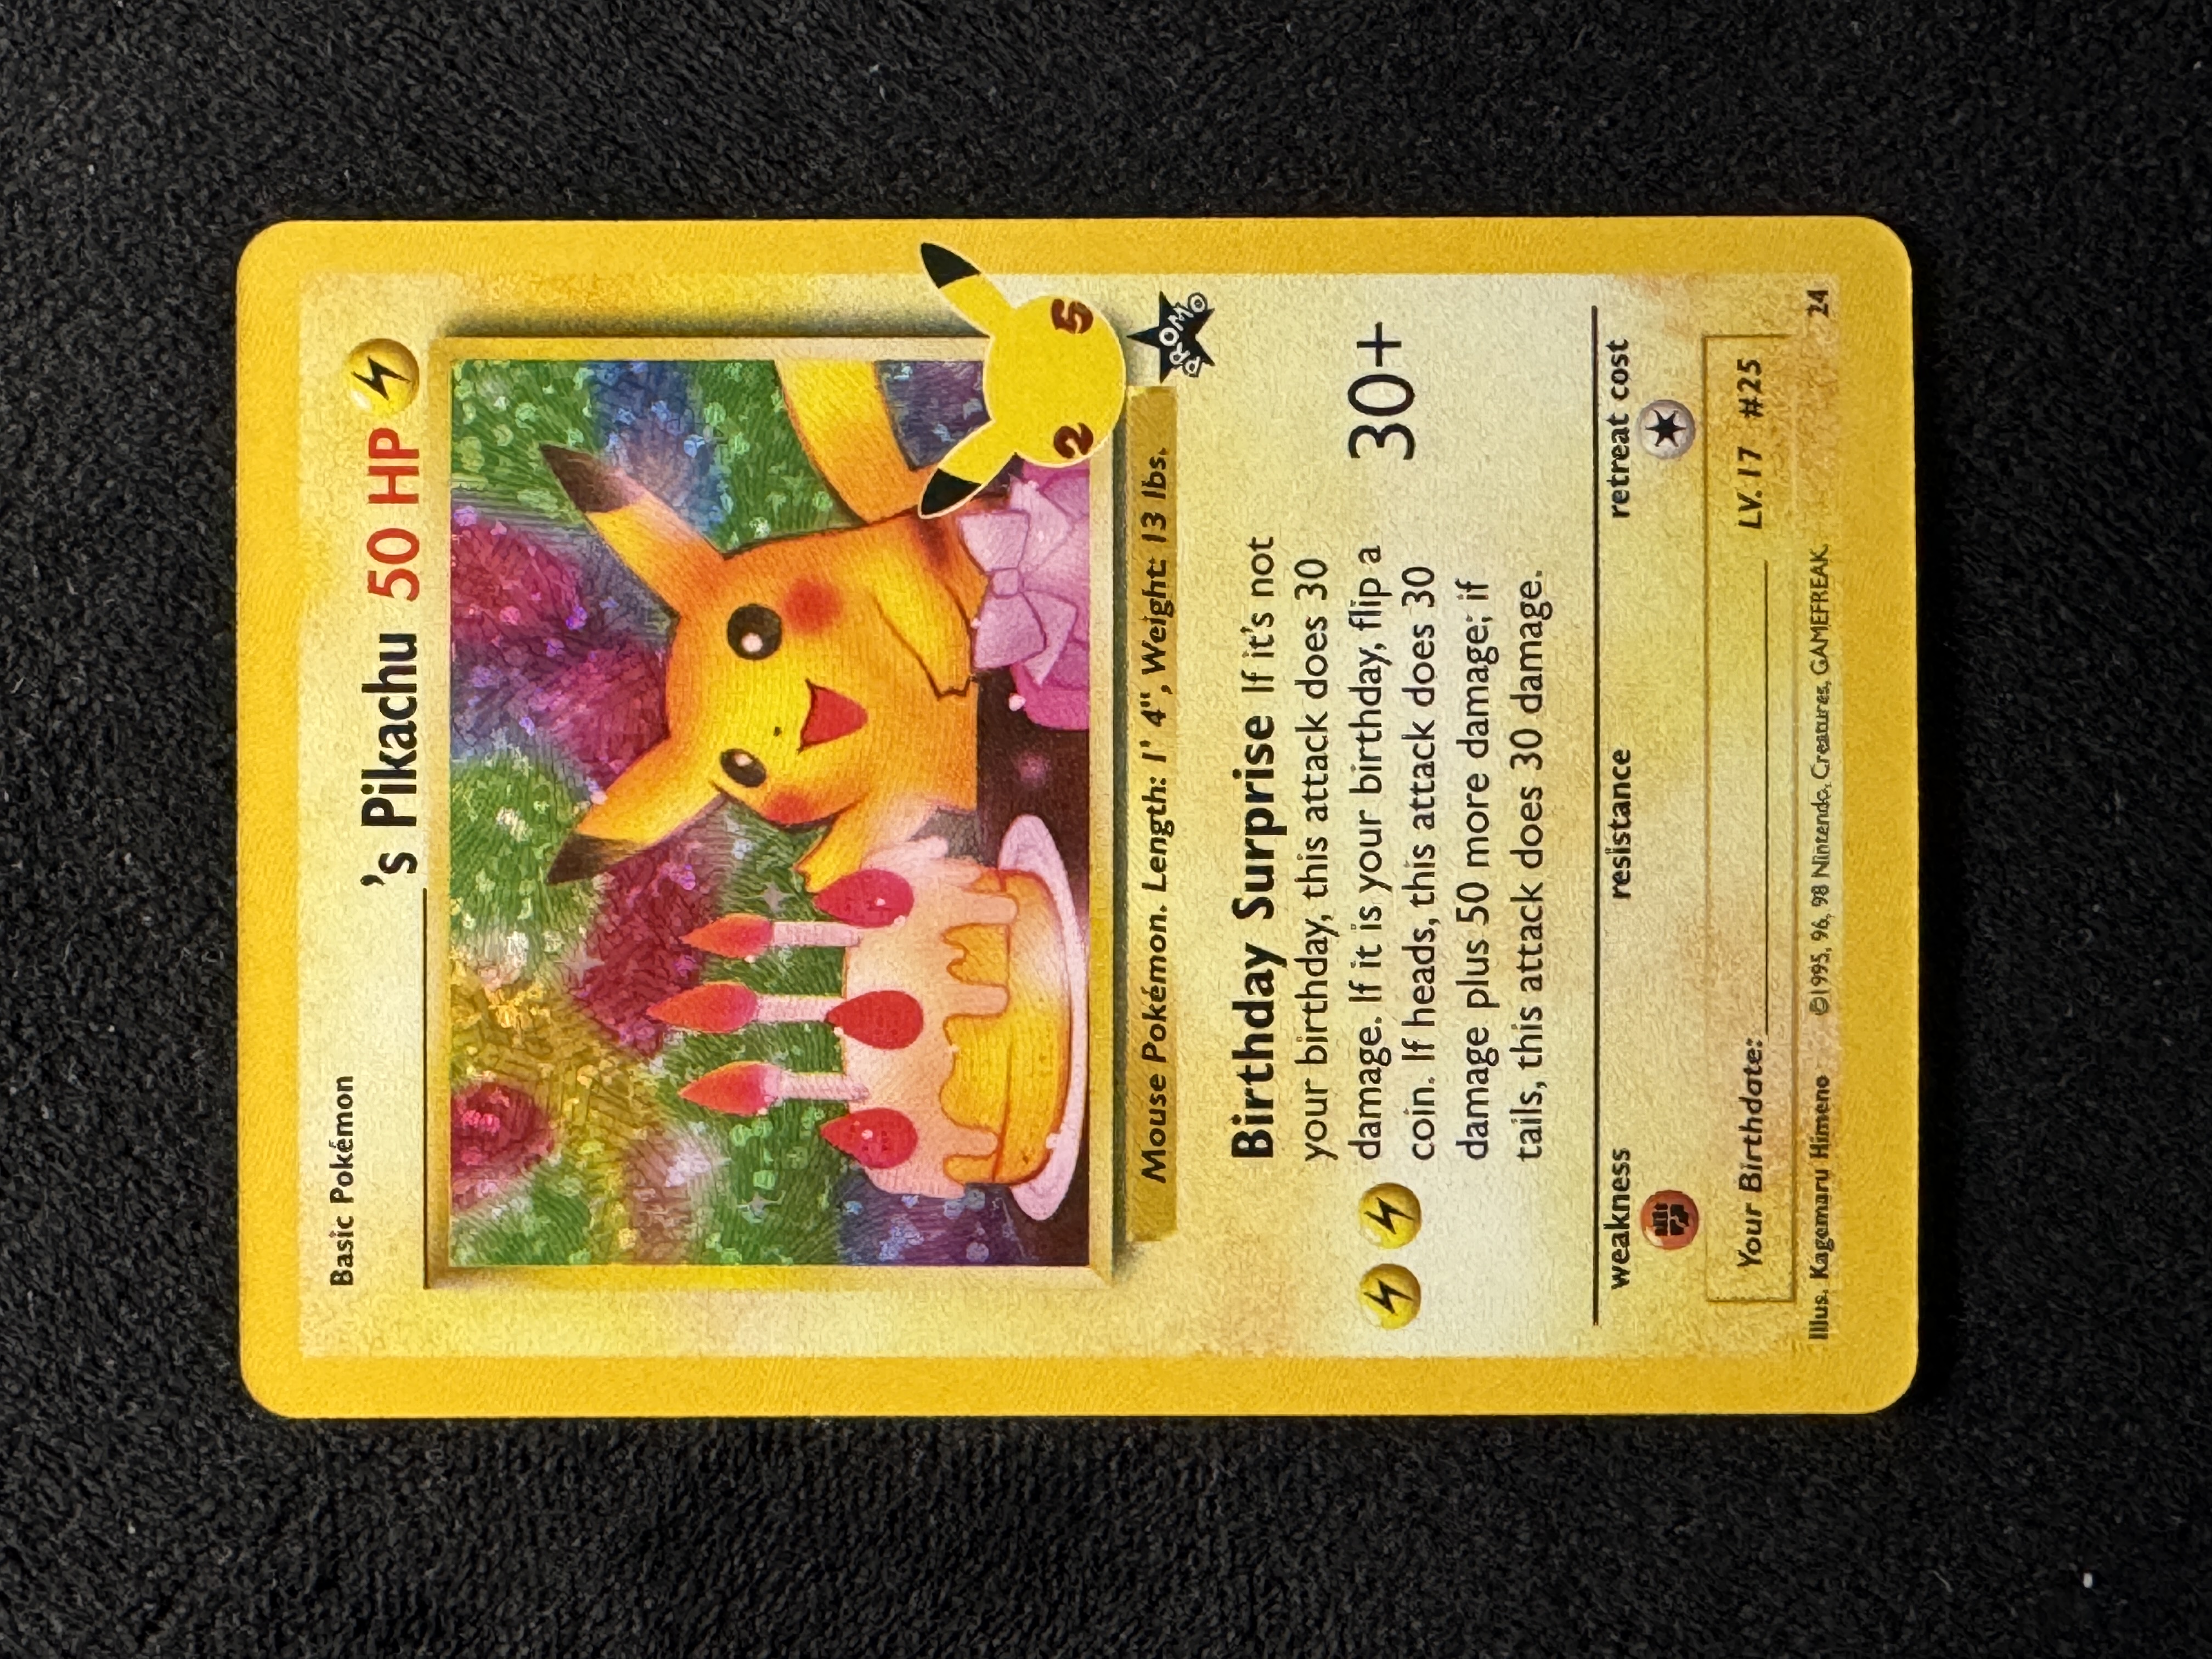 Basic Pokémon
's Pikachu 50 HP
25
PROMO
Mouse Pokémon. Length: 1' 4", Weight: 13 lbs.
Birthday Surprise If it's not
your birthday, this attack does 30
damage. If it is your birthday, flip a
coin. If heads, this attack does 30
damage plus 50 more damage; if
tails, this attack does 30 damage.
30+
weakness resistance retreat cost
Your Birthdate: LV. 17 #25
Illus. Kagemaru Himeno ©1995, 96, 98 Nintendo, Creatures, GAMEFREAK. 24